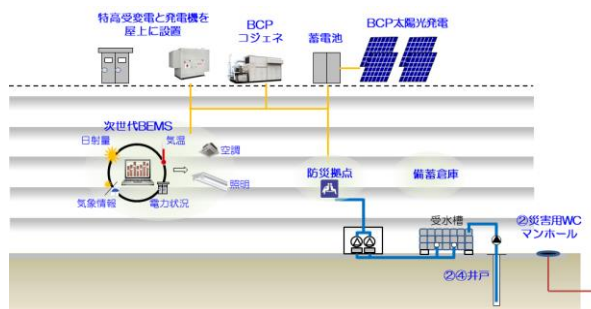 特高受変電と発電機を
屋上に設置
BCP
コジェネ
蓄電池
BCP太陽光発電
次世代BEMS
日射量
気温
気象情報
電力状況
空調
照明
防災拠点
備蓄倉庫
受水槽
②災害用WC
マンホール
②④井戸